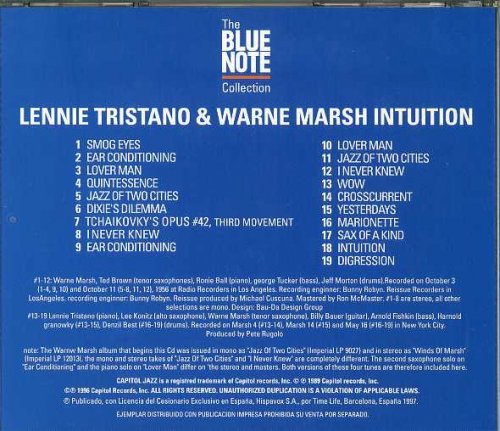 The
BLUE
NOTE
Collection
LENNIE TRISTANO & WARNE MARSH INTUITION
1 SMOG EYES
2 EAR CONDITIONING
3 LOVER MAN
4 QUINTESSENCE
5 JAZZ OF TWO CITIES
6 DIXIE'S DILEMMA
7 TCHAIKOVKY'S OPUS #42, THIRD MOVEMENT
8 I NEVER KNEW
9 EAR CONDITIONING
10 LOVER MAN
11 JAZZ OF TWO CITIES
12 I NEVER KNEW
13 WOW
14 CROSSCURRENT
15 YESTERDAYS
16 MARIONETTE
17 SAX OF A KIND
18 INTUITION
19 DIGRESSION
#1-12: Warne Marsh, Ted Brown (tenor saxophones), Ronie Ball (piano), george Tucker (bass), Jeff Morton (drums).Recorded on October 3
(1-4, 9, 10) and October 11 (5-8, 11, 12), 1956 at Radio Recorders in Los Angeles. Recording enginerr: Bunny Robyn. Reissue Recorders in
LosAngeles. recording engineer: Bunny Robyn. Reissue produced by Michael Cuscuna. Mastered by Ron McMaster. #1-8 are stereo, all other
selections are mono. Design: Bau-Da Design Group
#13-19 Lennie Tristano (piano), Lee Konitz (alto saxophone), Warne Marsh (tenor saxophone), Billy Bauer (guitar), Arnold Fishkin (bass), Harnold
granowky (#13-15), Denzil Best (#16-19) (drums). Recorded on Marsh 4 (#13-14), Marsh 14 (#15) and May 16 (#16-19) in New York City.
Produced by Pete Rugolo
note: The Warnw Marsh album that begins this Cd was issued in mono as "Jazz Of Two Cities" (Imperial LP 9027) and in stereo as "Winds Of Marsh"
(Imperial LP 12013), the mono and stereo takes of "Jazz Of Two Cities" and "I Never Knew" are completely different. The second saxophone solo on
"Ear Conditioning" and the piano solo on "Lover Man" differ on 'the stereo and masters. Both versions of these four tunes are therefore included here.
CAPITOL JAZZ is a registred trademark of Capitol records, Inc. © ℗ 1989 Capitol records, Inc.
©℗ 1996 Capitol Records, Inc. ALL RIGHTS RESERVED. UNAUTHORIZED DUPLICATION IS A VIOLATION OF APPLICABLE LAWS.
℗ Publicado, con Licencia del Cesionario Exclusivo en España, Hispavox S.A., por Time Life, Barcelona, España 1997.
EJEMPLAR DISTRIBUIDO CON PUBLICACION IMPRESA PROHIBIDA SU VENTA POR SEPARADO.